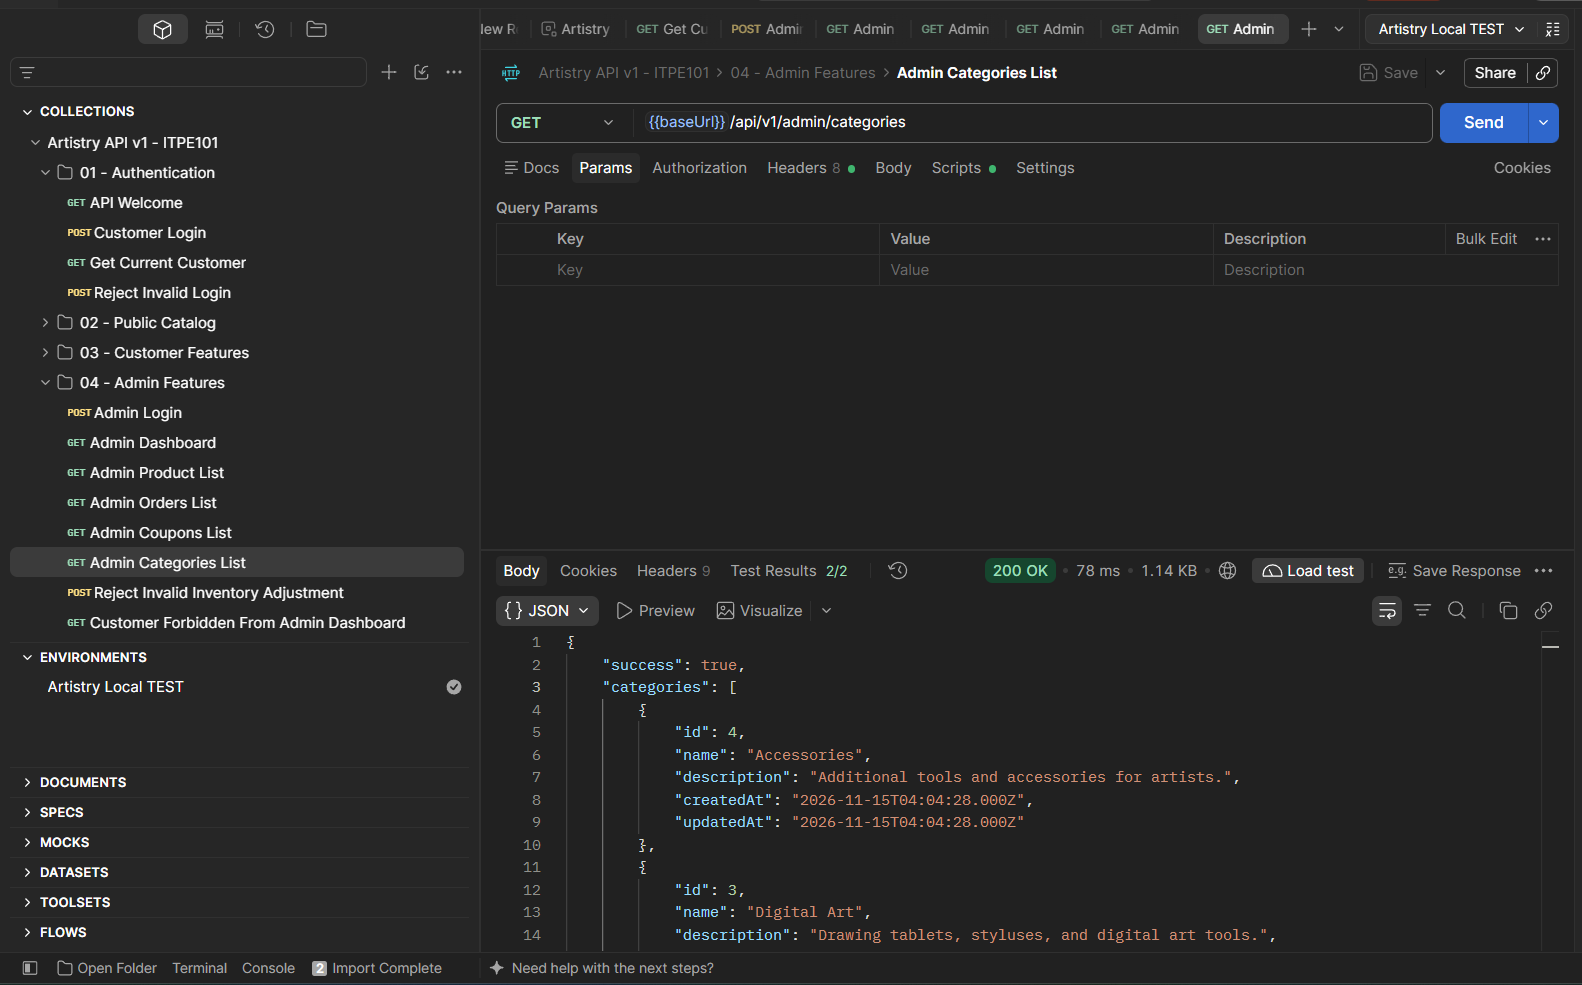 COLLECTIONS
Artistry API v1 - ITPE101
01 - Authentication
GET API Welcome
POST Customer Login
GET Get Current Customer
POST Reject Invalid Login
02 - Public Catalog
03 - Customer Features
04 - Admin Features
POST Admin Login
GET Admin Dashboard
GET Admin Product List
GET Admin Orders List
GET Admin Coupons List
GET Admin Categories List
POST Reject Invalid Inventory Adjustment
GET Customer Forbidden From Admin Dashboard
ENVIRONMENTS
Artistry Local TEST
DOCUMENTS
SPECS
MOCKS
DATASETS
TOOLSETS
FLOWS
Artistry GET Get Cu POST Admin GET Admin GET Admin GET Admin GET Admin GET Admin Artistry Local TEST
HTTP Artistry API v1 - ITPE101 > 04 - Admin Features > Admin Categories List Save Share
GET {{baseUrl}} /api/v1/admin/categories Send
Docs Params Authorization Headers 8 Body Scripts Settings Cookies
Query Params
Key Value Description Bulk Edit
Key Value Description
Body Cookies Headers 9 Test Results 2/2 200 OK • 78 ms • 1.14 KB • Load test e.g. Save Response
{} JSON Preview Visualize
1 {
2 "success": true,
3 "categories": [
4 {
5 "id": 4,
6 "name": "Accessories",
7 "description": "Additional tools and accessories for artists.",
8 "createdAt": "2026-11-15T04:04:28.000Z",
9 "updatedAt": "2026-11-15T04:04:28.000Z"
10 },
11 {
12 "id": 3,
13 "name": "Digital Art",
14 "description": "Drawing tablets, styluses, and digital art tools.",
Open Folder Terminal Console 2 Import Complete Need help with the next steps?